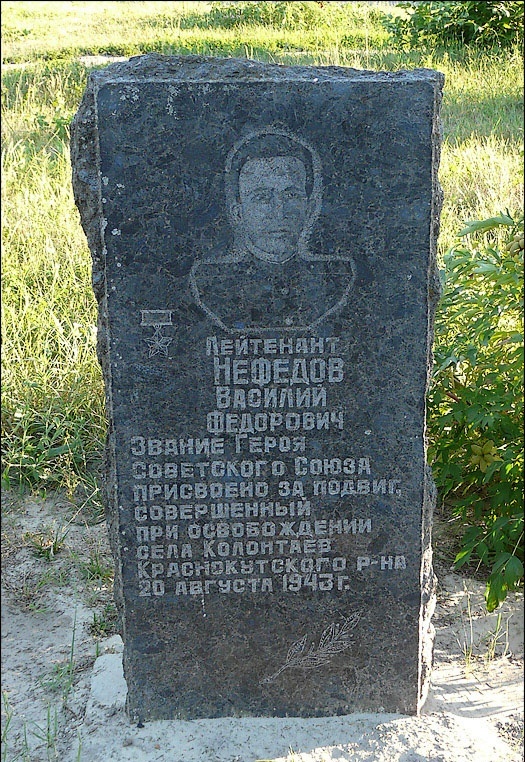 Лейтенант
Нефедов
Василий
Федорович
Звание Героя
Советского Союза
присвоено за подвиг,
совершенный
при освобождении
села Колонтаев
Краснокутского р-на
20 августа 1943 г.